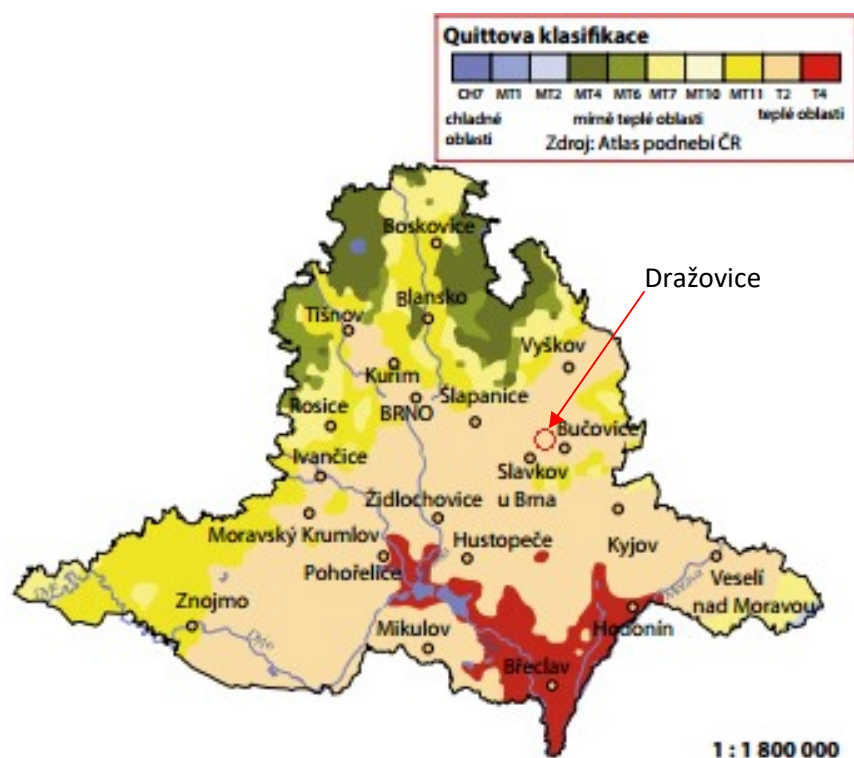 Quittova klasifikace
CH7 MT1 MT2 MT4 MT6 MT7 MT10 MT11 T2 T4
chladné oblasti
mírně teplé oblasti
teplé oblasti
Zdroj: Atlas podnebí ČR
Boskovice
Dražovice
Blansko
Tišnov
Vyškov
Kuřim
Šlapanice
BRNO
Rosice
Bučovice
Ivančice
Slavkov
u Brna
Židlochovice
Moravský Krumlov
Hustopeče
Kyjov
Pohořelice
Veselí
nad Moravou
Znojmo
Hodonín
Mikulov
Dyje
Břeclav
1 : 1 800 000